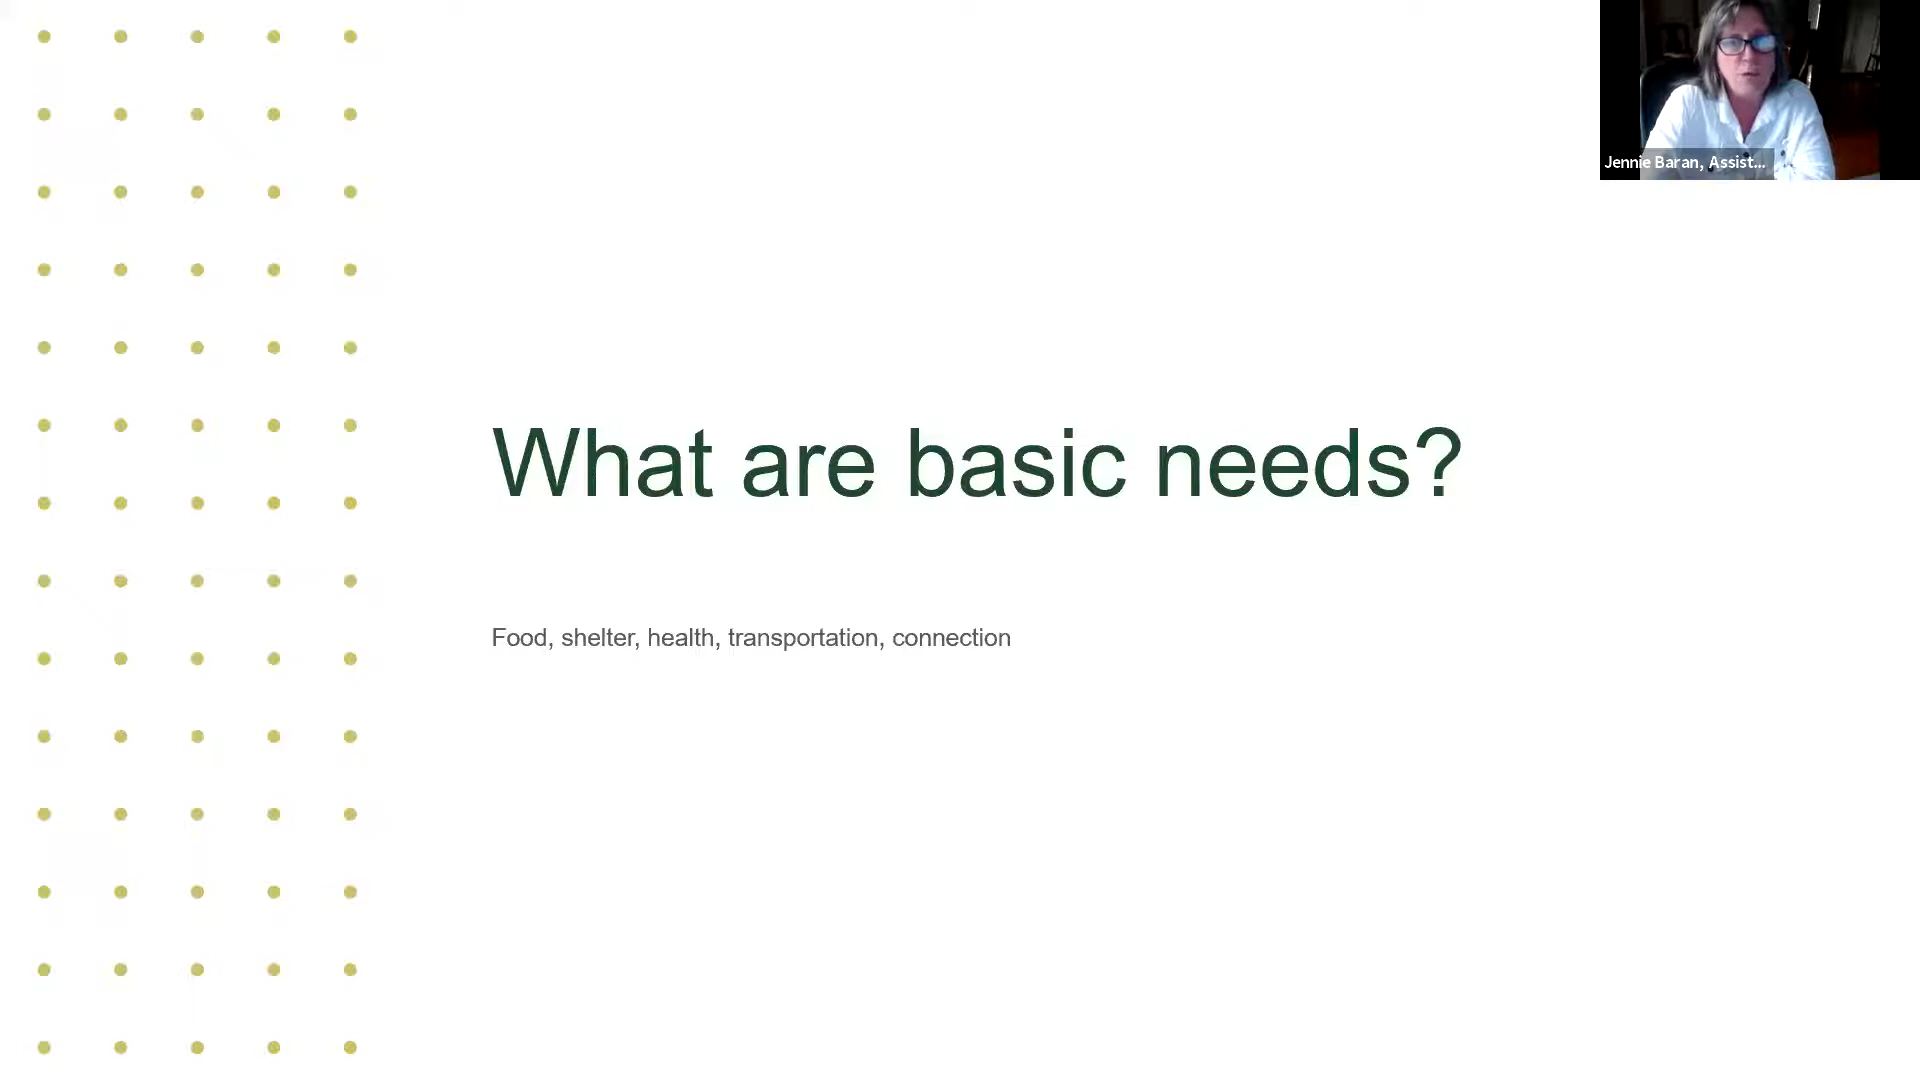 Jennie Baran, Assist...
What are basic needs?
Food, shelter, health, transportation, connection